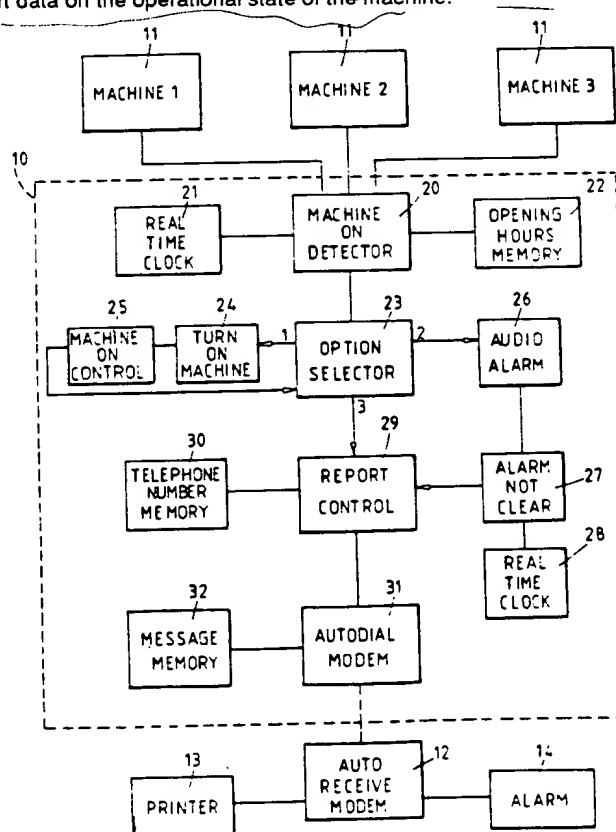 rt data on the operational state of the machine.
11
11
11
MACHINE 1
MACHINE 2
MACHINE 3
10
21
20
22
REAL
TIME
CLOCK
MACHINE
ON
DETECTOR
OPENING
HOURS
MEMORY
25
24
23
26
MACHINE
ON
CONTROL
TURN
ON
MACHINE
1
OPTION
SELECTOR
2
AUDIO
ALARM
3
30
29
TELEPHONE
NUMBER
MEMORY
REPORT
CONTROL
ALARM
NOT
CLEAR
27
28
REAL
TIME
CLOCK
32
31
MESSAGE
MEMORY
AUTODIAL
MODEM
13
12
14
PRINTER
AUTO
RECEIVE
MODEM
ALARM